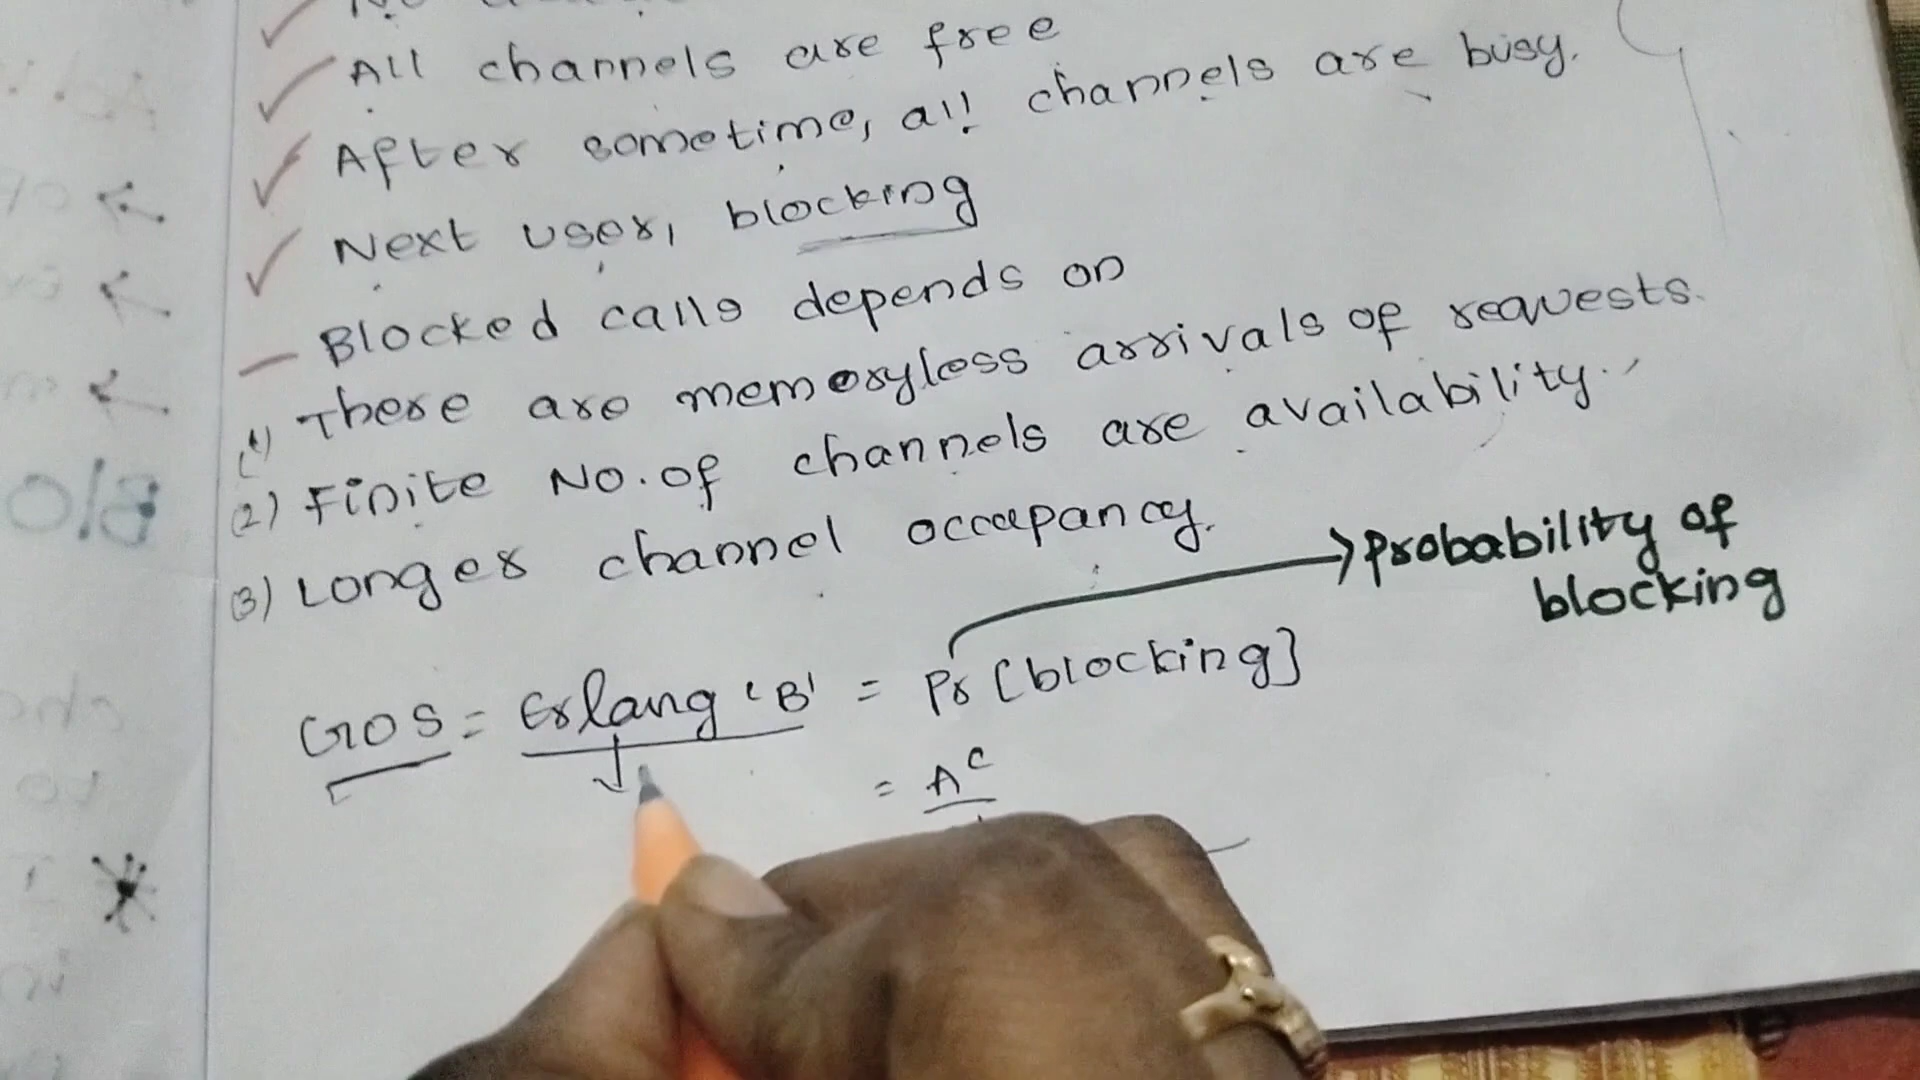 All channels are free
After sometime, all channels are busy.
Next user, blocking
Blocked calls depends on
(1) There are memoryless arrivals of requests.
(2) Finite No. of channels are availability.
(3) Longer channel occupancy.
Probability of
blocking
GOS = Erlang 'B' = Pr [blocking]
= A^C